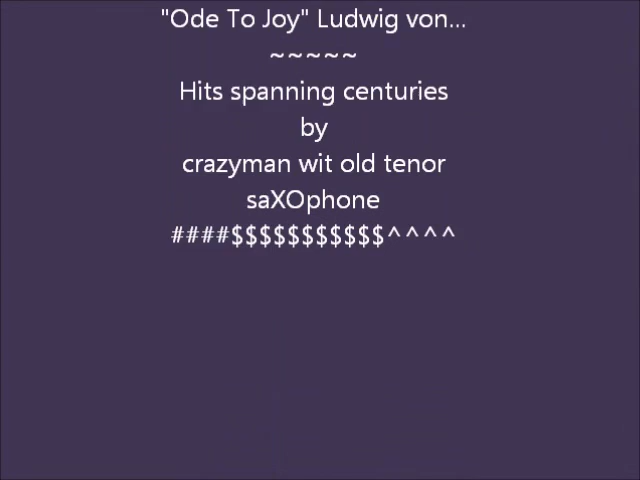 "Ode To Joy" Ludwig von...
~~~~~
Hits spanning centuries
by
crazyman wit old tenor
saXOphone
####$$$$$$$$$$$^^^^